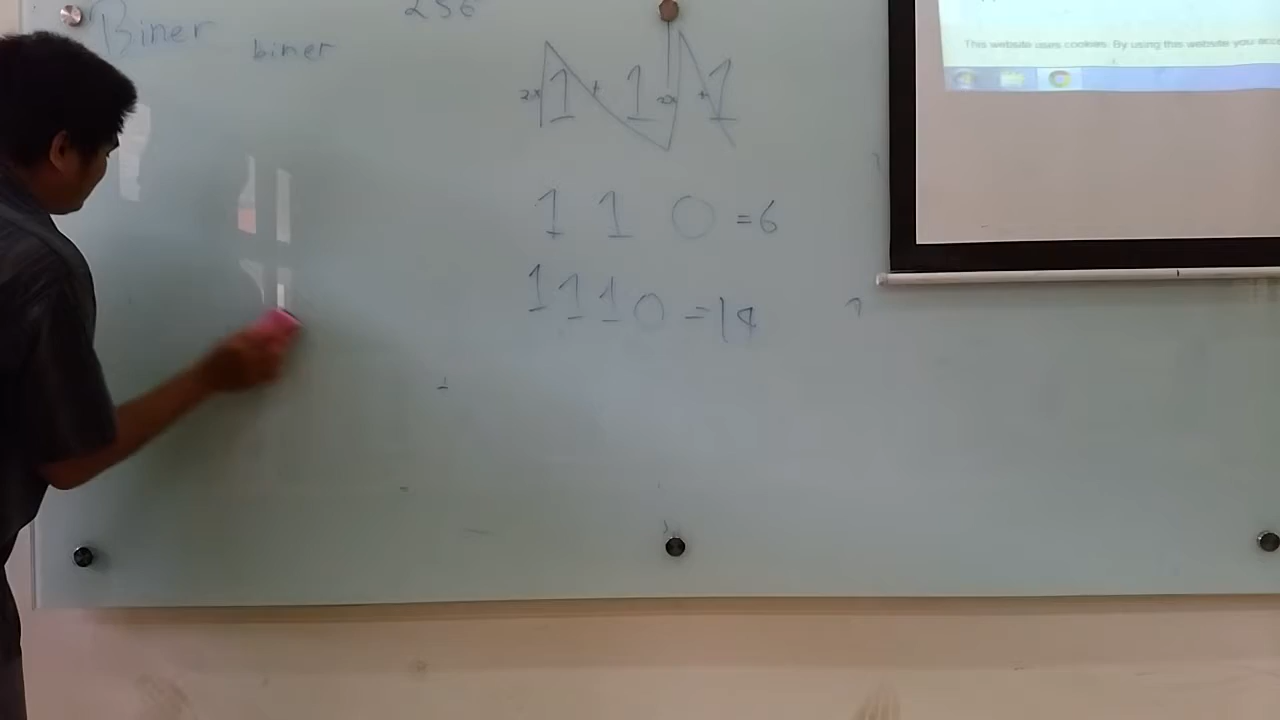 Biner
biner
256
2x 1 + 1 2x + 1
1 1 0 = 6
1 1 1 0 = 14
This website uses cookies. By using this website you acce